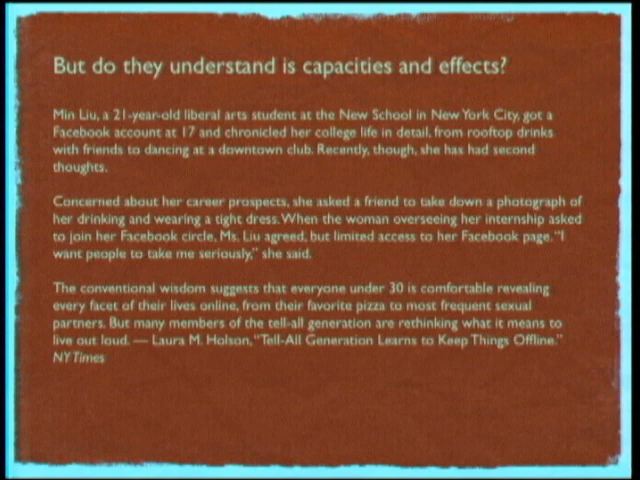 But do they understand is capacities and effects?
Min Liu, a 21-year-old liberal arts student at the New School in New York City, got a
Facebook account at 17 and chronicled her college life in detail, from rooftop drinks
with friends to dancing at a downtown club. Recently, though, she has had second
thoughts.
Concerned about her career prospects, she asked a friend to take down a photograph of
her drinking and wearing a tight dress. When the woman overseeing her internship asked
to join her Facebook circle, Ms. Liu agreed, but limited access to her Facebook page. "I
want people to take me seriously," she said.
The conventional wisdom suggests that everyone under 30 is comfortable revealing
every facet of their lives online, from their favorite pizza to most frequent sexual
partners. But many members of the tell-all generation are rethinking what it means to
live out loud. — Laura M. Holson, "Tell-All Generation Learns to Keep Things Offline."
NY Times